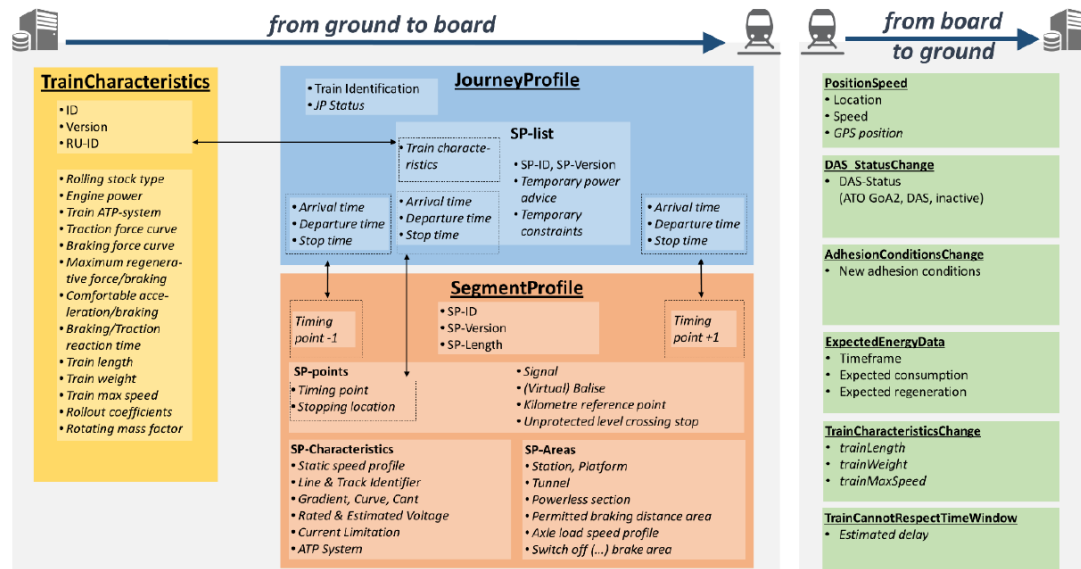 from ground to board
from board
to ground
TrainCharacteristics
• ID
• Version
• RU-ID
• Rolling stock type
• Engine power
• Train ATP-system
• Traction force curve
• Braking force curve
• Maximum regenera-
tive force/braking
• Comfortable acce-
leration/braking
• Braking/Traction
reaction time
• Train length
• Train weight
• Train max speed
• Rollout coefficients
• Rotating mass factor
JourneyProfile
• Train Identification
• JP Status
SP-list
• Train characte-
ristics
• SP-ID, SP-Version
• Temporary power
advice
• Temporary
constraints
• Arrival time
• Departure time
• Stop time
• Arrival time
• Departure time
• Stop time
• Arrival time
• Departure time
• Stop time
SegmentProfile
• SP-ID
• SP-Version
• SP-Length
Timing
point -1
Timing
point +1
SP-points
• Timing point
• Stopping location
• Signal
• (Virtual) Balise
• Kilometre reference point
• Unprotected level crossing stop
SP-Characteristics
• Static speed profile
• Line & Track Identifier
• Gradient, Curve, Cant
• Rated & Estimated Voltage
• Current Limitation
• ATP System
SP-Areas
• Station, Platform
• Tunnel
• Powerless section
• Permitted braking distance area
• Axle load speed profile
• Switch off (...) brake area
PositionSpeed
• Location
• Speed
• GPS position
DAS_StatusChange
• DAS-Status
(ATO GoA2, DAS, inactive)
AdhesionConditionsChange
• New adhesion conditions
ExpectedEnergyData
• Timeframe
• Expected consumption
• Expected regeneration
TrainCharacteristicsChange
• trainLength
• trainWeight
• trainMaxSpeed
TrainCannotRespectTimeWindow
• Estimated delay